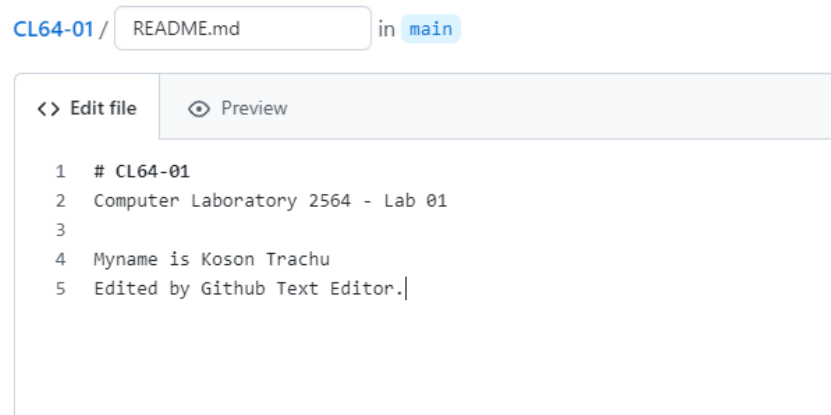 CL64-01 / README.md in main
<> Edit file Preview
1 # CL64-01
2 Computer Laboratory 2564 - Lab 01
3
4 Myname is Koson Trachu
5 Edited by Github Text Editor.